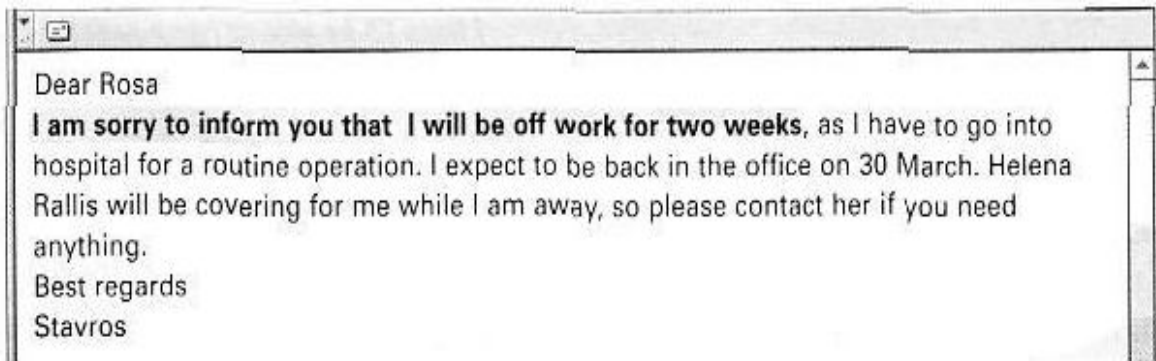 Dear Rosa
I am sorry to inform you that I will be off work for two weeks, as I have to go into
hospital for a routine operation. I expect to be back in the office on 30 March. Helena
Rallis will be covering for me while I am away, so please contact her if you need
anything.
Best regards
Stavros